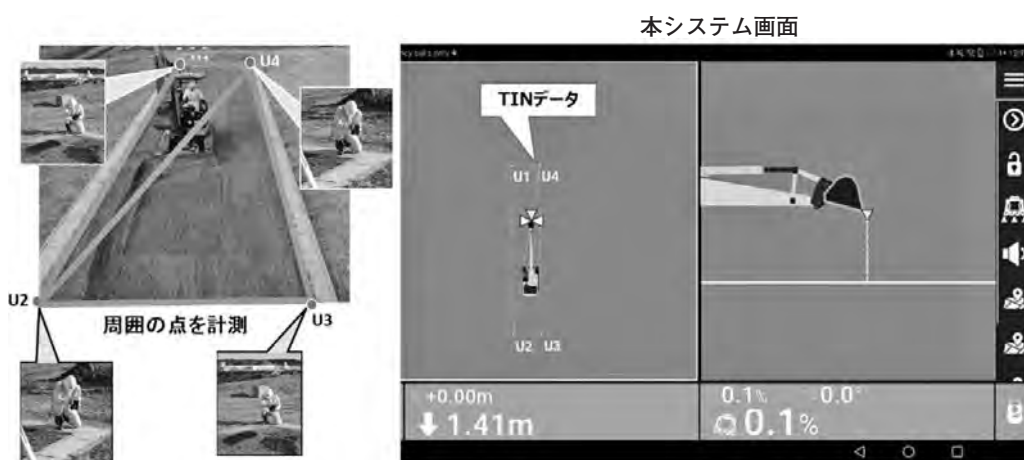 本システム画面
U4
U2
U3
周囲の点を計測
TINデータ
U1 U4
U2 U3
+0.00m
1.41m
0.1% 0.0°
0.1%